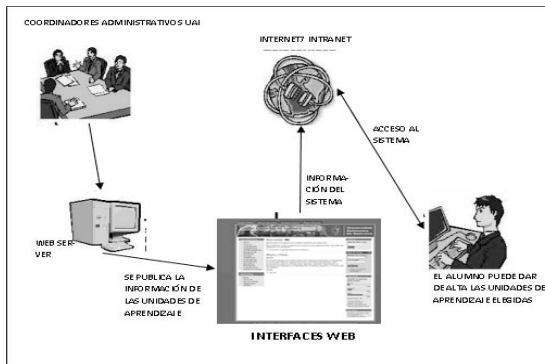 COORDINADORES ADMINISTRATIVOS UAI
INTERNET7 INTRANET
ACCESO AL
SISTEMA
INFORMA-
CIÓN DEL
SISTEMA
WEB SER-
VER
SE PUBLICA LA
INFORMACIÓN DE
LAS UNIDADES DE
APRENDIZAJE
EL ALUMNO PUEDE DAR
DE ALTA LAS UNIDADES DE
APRENDIZAJE ELEGIDAS
INTERFACES WEB